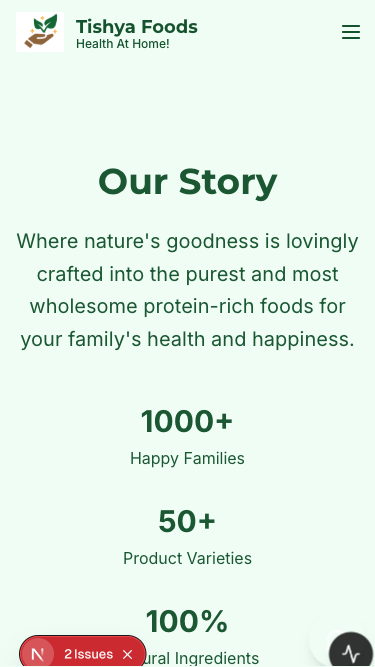 Tishya Foods
Health At Home!
Our Story
Where nature's goodness is lovingly
crafted into the purest and most
wholesome protein-rich foods for
your family's health and happiness.
1000+
Happy Families
50+
Product Varieties
100%
Ingredients
N 2 Issues